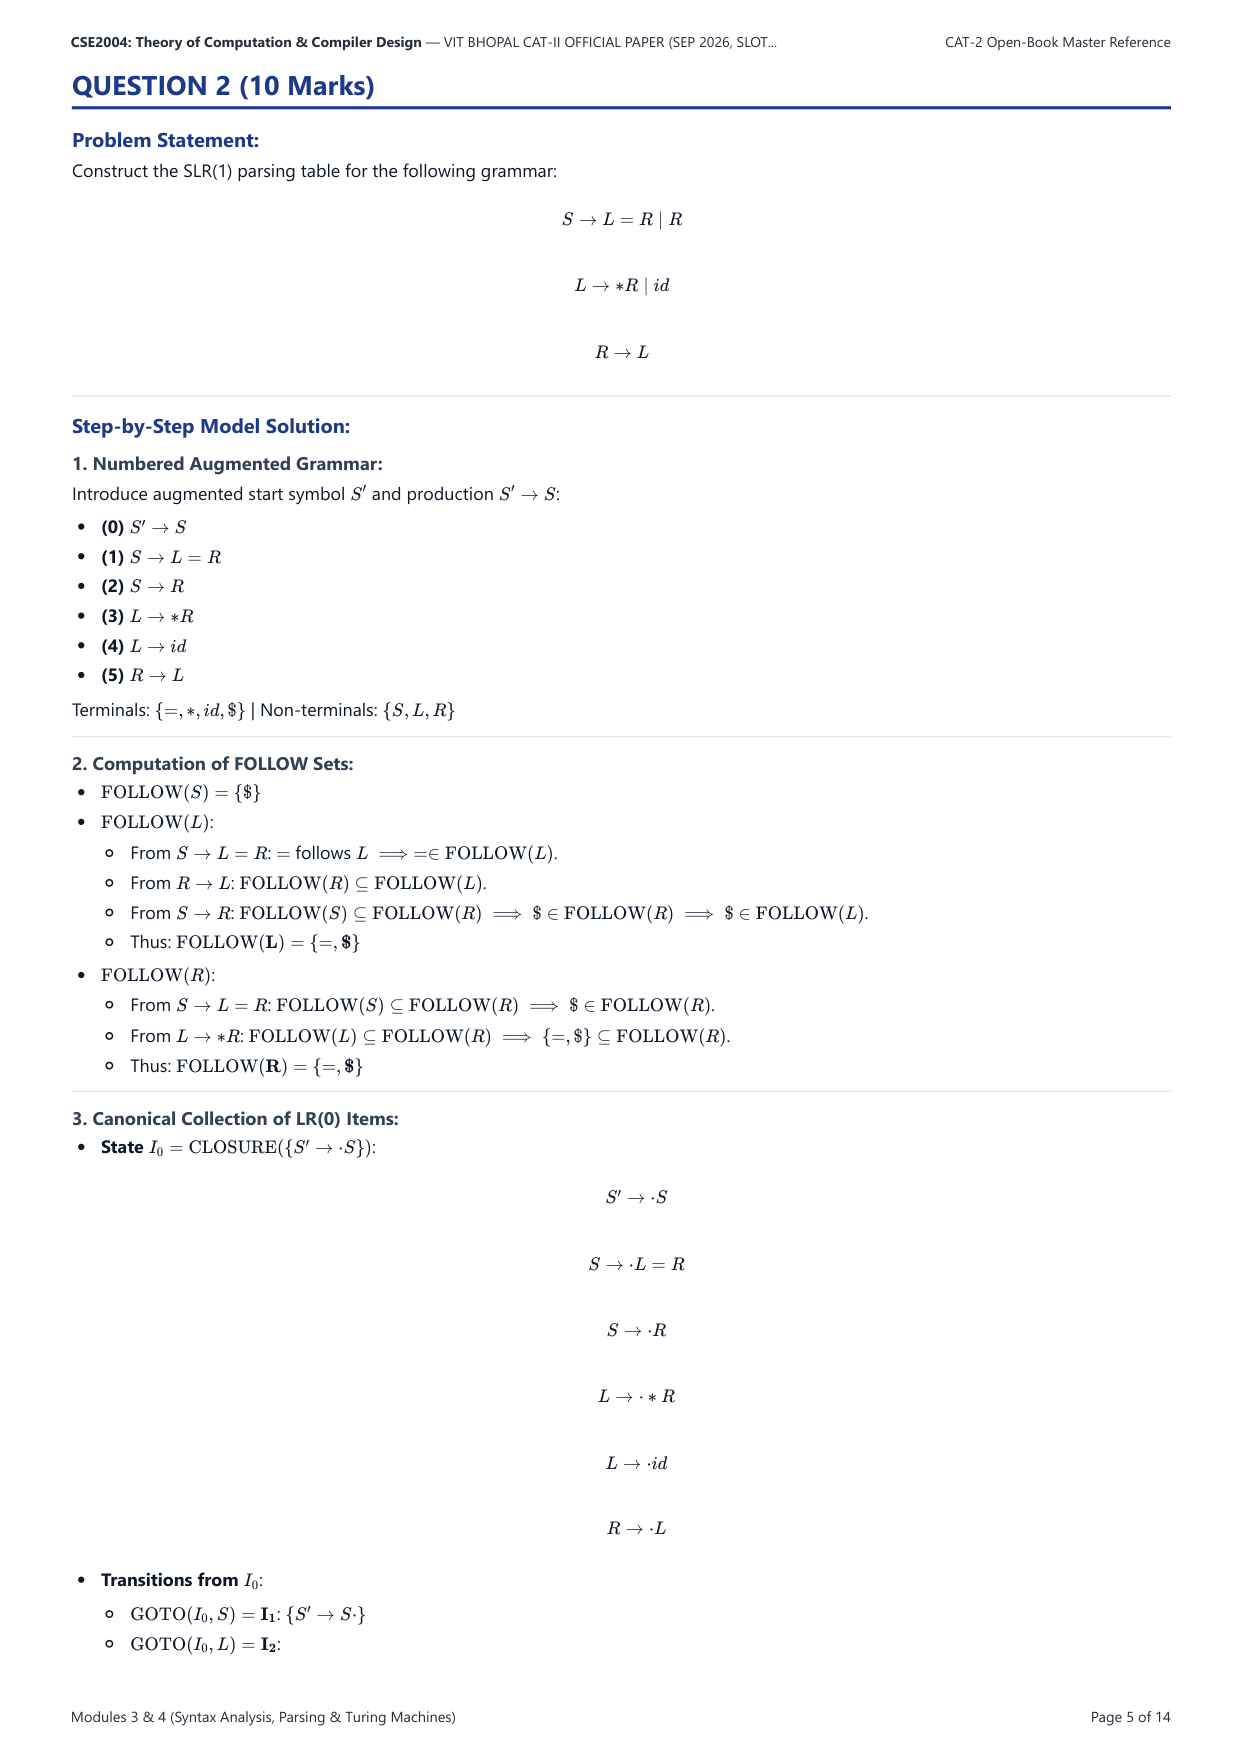 CSE2004: Theory of Computation & Compiler Design — VIT BHOPAL CAT-II OFFICIAL PAPER (SEP 2026, SLOT... CAT-2 Open-Book Master Reference
QUESTION 2 (10 Marks)
Problem Statement:
Construct the SLR(1) parsing table for the following grammar:
S → L = R | R
L → *R | id
R → L
Step-by-Step Model Solution:
1. Numbered Augmented Grammar:
Introduce augmented start symbol S′ and production S′ → S:
• (0) S′ → S
• (1) S → L = R
• (2) S → R
• (3) L → *R
• (4) L → id
• (5) R → L
Terminals: {=, *, id, $} | Non-terminals: {S, L, R}
2. Computation of FOLLOW Sets:
• FOLLOW(S) = {$}
• FOLLOW(L):
∘ From S → L = R: = follows L ⟹ =∈ FOLLOW(L).
∘ From R → L: FOLLOW(R) ⊆ FOLLOW(L).
∘ From S → R: FOLLOW(S) ⊆ FOLLOW(R) ⟹ $ ∈ FOLLOW(R) ⟹ $ ∈ FOLLOW(L).
∘ Thus: FOLLOW(L) = {=, $}
• FOLLOW(R):
∘ From S → L = R: FOLLOW(S) ⊆ FOLLOW(R) ⟹ $ ∈ FOLLOW(R).
∘ From L → *R: FOLLOW(L) ⊆ FOLLOW(R) ⟹ {=, $} ⊆ FOLLOW(R).
∘ Thus: FOLLOW(R) = {=, $}
3. Canonical Collection of LR(0) Items:
• State I₀ = CLOSURE({S′ → ·S}):
S′ → ·S
S → ·L = R
S → ·R
L → · * R
L → ·id
R → ·L
• Transitions from I₀:
∘ GOTO(I₀, S) = I₁: {S′ → S·}
∘ GOTO(I₀, L) = I₂:
Modules 3 & 4 (Syntax Analysis, Parsing & Turing Machines) Page 5 of 14